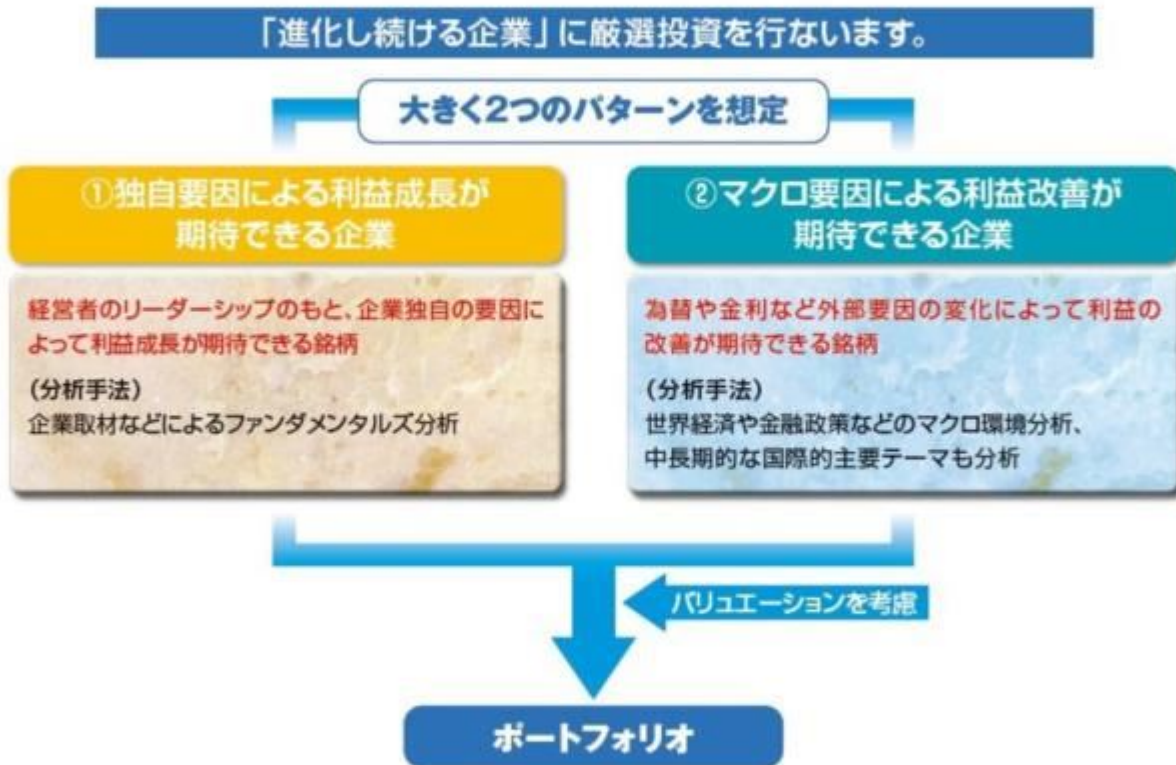 「進化し続ける企業」に厳選投資を行ないます。
大きく2つのパターンを想定
①独自要因による利益成長が
期待できる企業
経営者のリーダーシップのもと、企業独自の要因に
よって利益成長が期待できる銘柄
(分析手法)
企業取材などによるファンダメンタルズ分析
②マクロ要因による利益改善が
期待できる企業
為替や金利など外部要因の変化によって利益の
改善が期待できる銘柄
(分析手法)
世界経済や金融政策などのマクロ環境分析、
中長期的な国際的主要テーマも分析
バリュエーションを考慮
ポートフォリオ